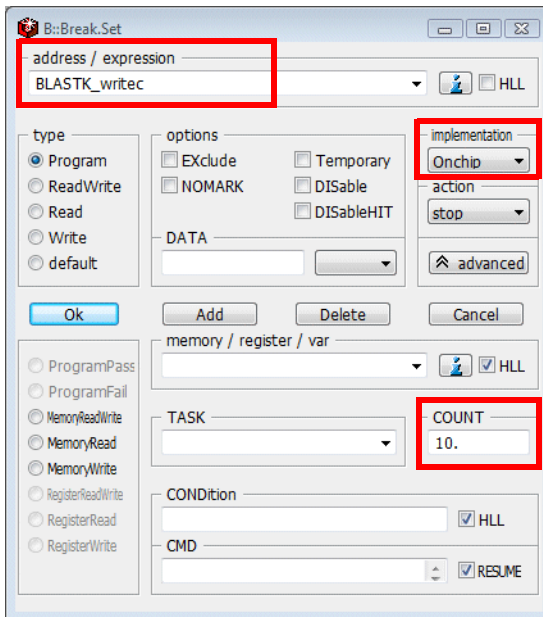 B::Break.Set
address / expression
BLASTK_writec
i HLL
type
Program
ReadWrite
Read
Write
default
options
EXclude
Temporary
NOMARK
DISable
DISableHIT
DATA
implementation
Onchip
action
stop
advanced
Ok Add Delete Cancel
ProgramPass
ProgramFail
MemoryReadWrite
MemoryRead
MemoryWrite
RegisterReadWrite
RegisterRead
RegisterWrite
memory / register / var
i HLL
TASK
COUNT
10.
CONDition
HLL
CMD
RESUME